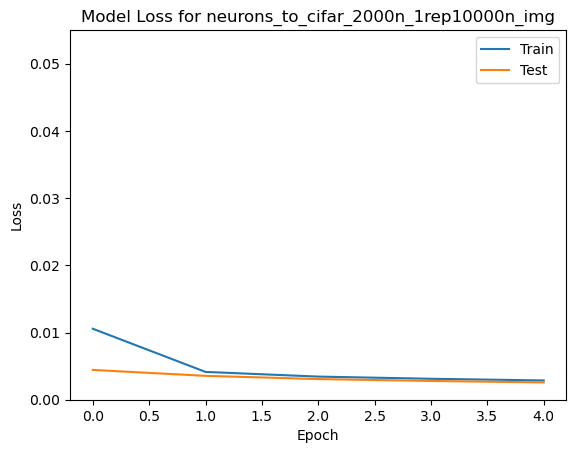 Model Loss for neurons_to_cifar_2000n_1rep10000n_img
Train
Test
0.05
0.04
0.03
0.02
0.01
0.00
Loss
0.0 0.5 1.0 1.5 2.0 2.5 3.0 3.5 4.0
Epoch